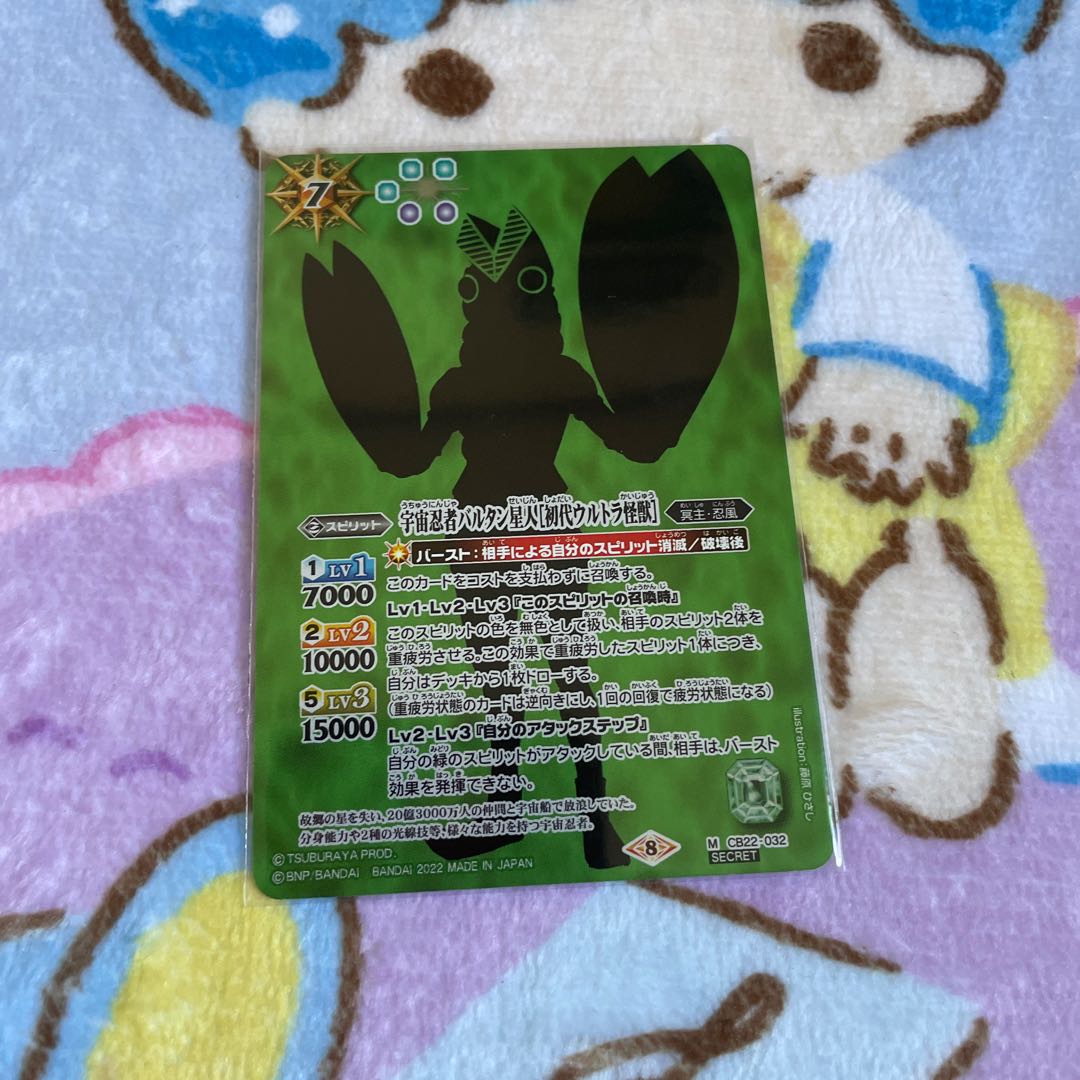 7
スピリット
宇宙忍者バルタン星人[初代ウルトラ怪獣]
冥主・忍風
バースト:相手による自分のスピリット消滅/破壊後
このカードをコストを支払わずに召喚する。
1 LV1
7000
Lv1・Lv2・Lv3『このスピリットの召喚時』
このスピリットの色を無色として扱い、相手のスピリット2体を
2 LV2
10000
重疲労させる。この効果で重疲労したスピリット1体につき、
自分はデッキから1枚ドローする。
5 LV3
15000
(重疲労状態のカードは逆向きにし、1回の回復で疲労状態になる)
Lv2・Lv3『自分のアタックステップ』
自分の緑のスピリットがアタックしている間、相手は、バースト
効果を発揮できない。
故郷の星を失い、20億3000万人の仲間と宇宙船で放浪していた。
分身能力や2種の光線技等、様々な能力を持つ宇宙忍者。
©TSUBURAYA PROD.
©BNP/BANDAI BANDAI 2022 MADE IN JAPAN
8
M CB22-032
SECRET
illustration:藤原 ひさし